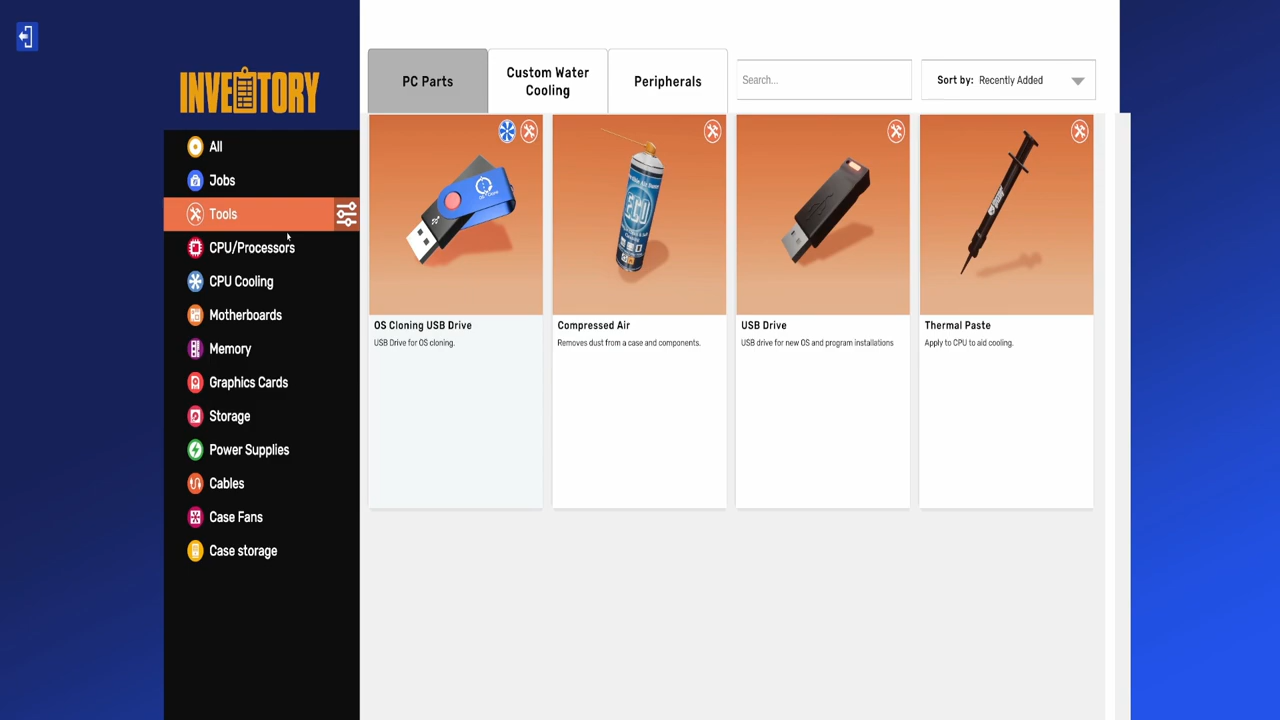 INVENTORY
All
Jobs
Tools
CPU/Processors
CPU Cooling
Motherboards
Memory
Graphics Cards
Storage
Power Supplies
Cables
Case Fans
Case storage
PC Parts
Custom Water
Cooling
Peripherals
Search...
Sort by: Recently Added
OS Cloning USB Drive
USB Drive for OS cloning.
ECO
Compressed Air
Removes dust from a case and components.
USB Drive
USB drive for new OS and program installations
Thermal Paste
Apply to CPU to aid cooling.